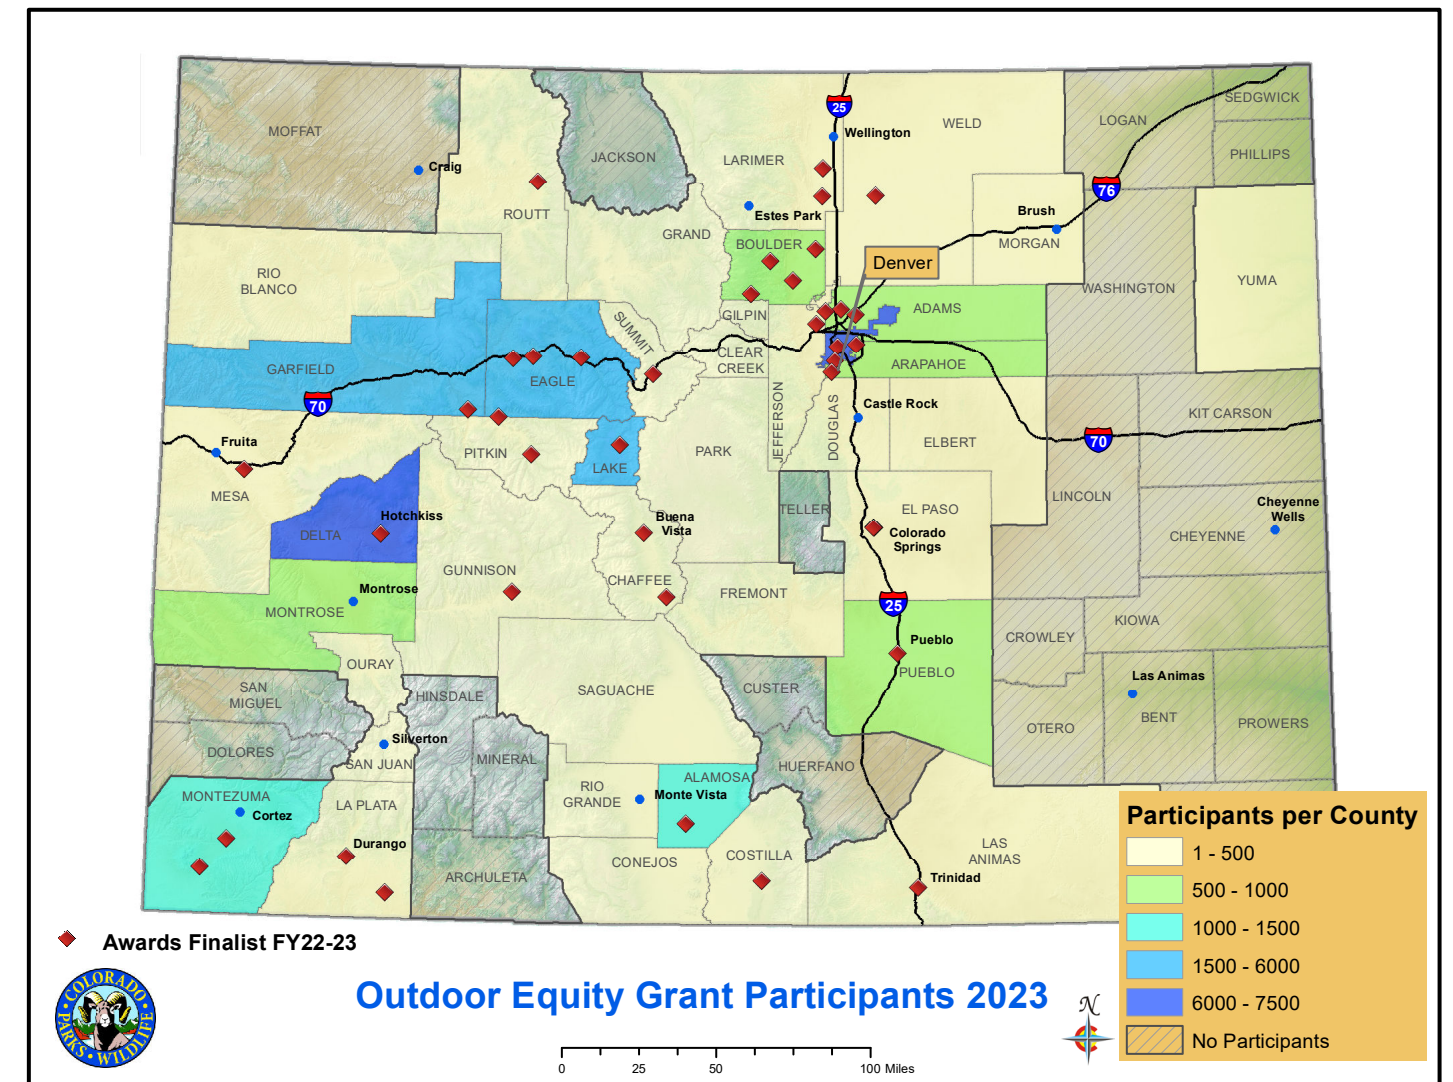 25
Wellington
WELD
LOGAN
SEDGWICK
PHILLIPS
MOFFAT
Craig
JACKSON
LARIMER
76
ROUTT
Estes Park
Brush
GRAND
BOULDER
MORGAN
Denver
RIO
BLANCO
WASHINGTON
YUMA
GILPIN
ADAMS
SUMMIT
CLEAR
CREEK
ARAPAHOE
GARFIELD
EAGLE
70
JEFFERSON
DOUGLAS
Castle Rock
KIT CARSON
Fruita
ELBERT
70
PITKIN
LAKE
PARK
MESA
LINCOLN
TELLER
EL PASO
Cheyenne
Wells
Hotchkiss
DELTA
Buena
Vista
Colorado
Springs
CHEYENNE
GUNNISON
CHAFFEE
Montrose
MONTROSE
FREMONT
25
KIOWA
CROWLEY
Pueblo
PUEBLO
OURAY
Las Animas
SAN
MIGUEL
HINSDALE
SAGUACHE
CUSTER
OTERO
BENT
PROWERS
DOLORES
Silverton
SAN JUAN
MINERAL
HUERFANO
MONTEZUMA
Cortez
LA PLATA
RIO
GRANDE
ALAMOSA
Monte Vista
Durango
CONEJOS
COSTILLA
LAS
ANIMAS
ARCHULETA
Trinidad
Participants per County
1 - 500
500 - 1000
1000 - 1500
1500 - 6000
6000 - 7500
No Participants
Awards Finalist FY22-23
COLORADO
PARKS • WILDLIFE
Outdoor Equity Grant Participants 2023
N
0 25 50 100 Miles